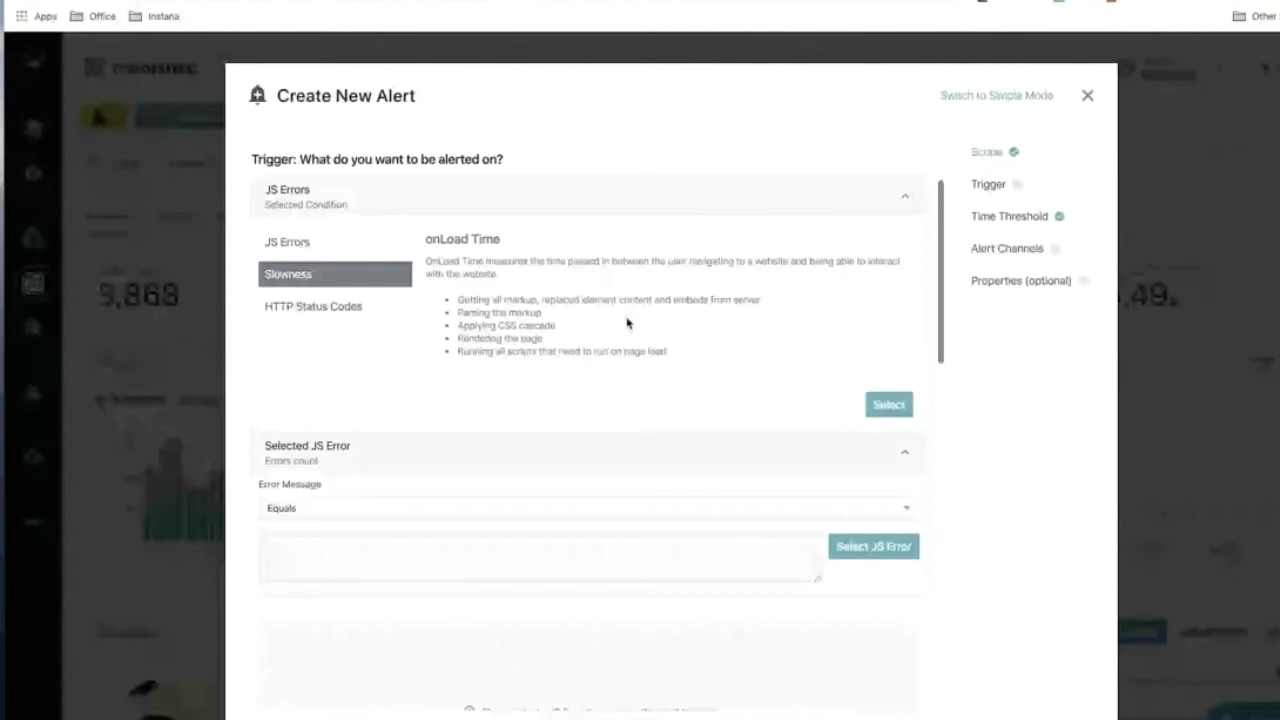 Apps Office Instana Other
Create New Alert
Switch to Simple Mode
Trigger: What do you want to be alerted on?
JS Errors
Selected Condition
JS Errors
Slowness
HTTP Status Codes
onLoad Time
OnLoad Time measures the time passed in between the user navigating to a website and being able to interact
with the website.
• Getting all markup, replaced element content and embeds from server
• Parsing the markup
• Applying CSS cascade
• Rendering the page
• Running all scripts that need to run on page load
Select
Selected JS Error
Errors count
Error Message
Equals
Select JS Error
Scope
Trigger
Time Threshold
Alert Channels
Properties (optional)
9,868